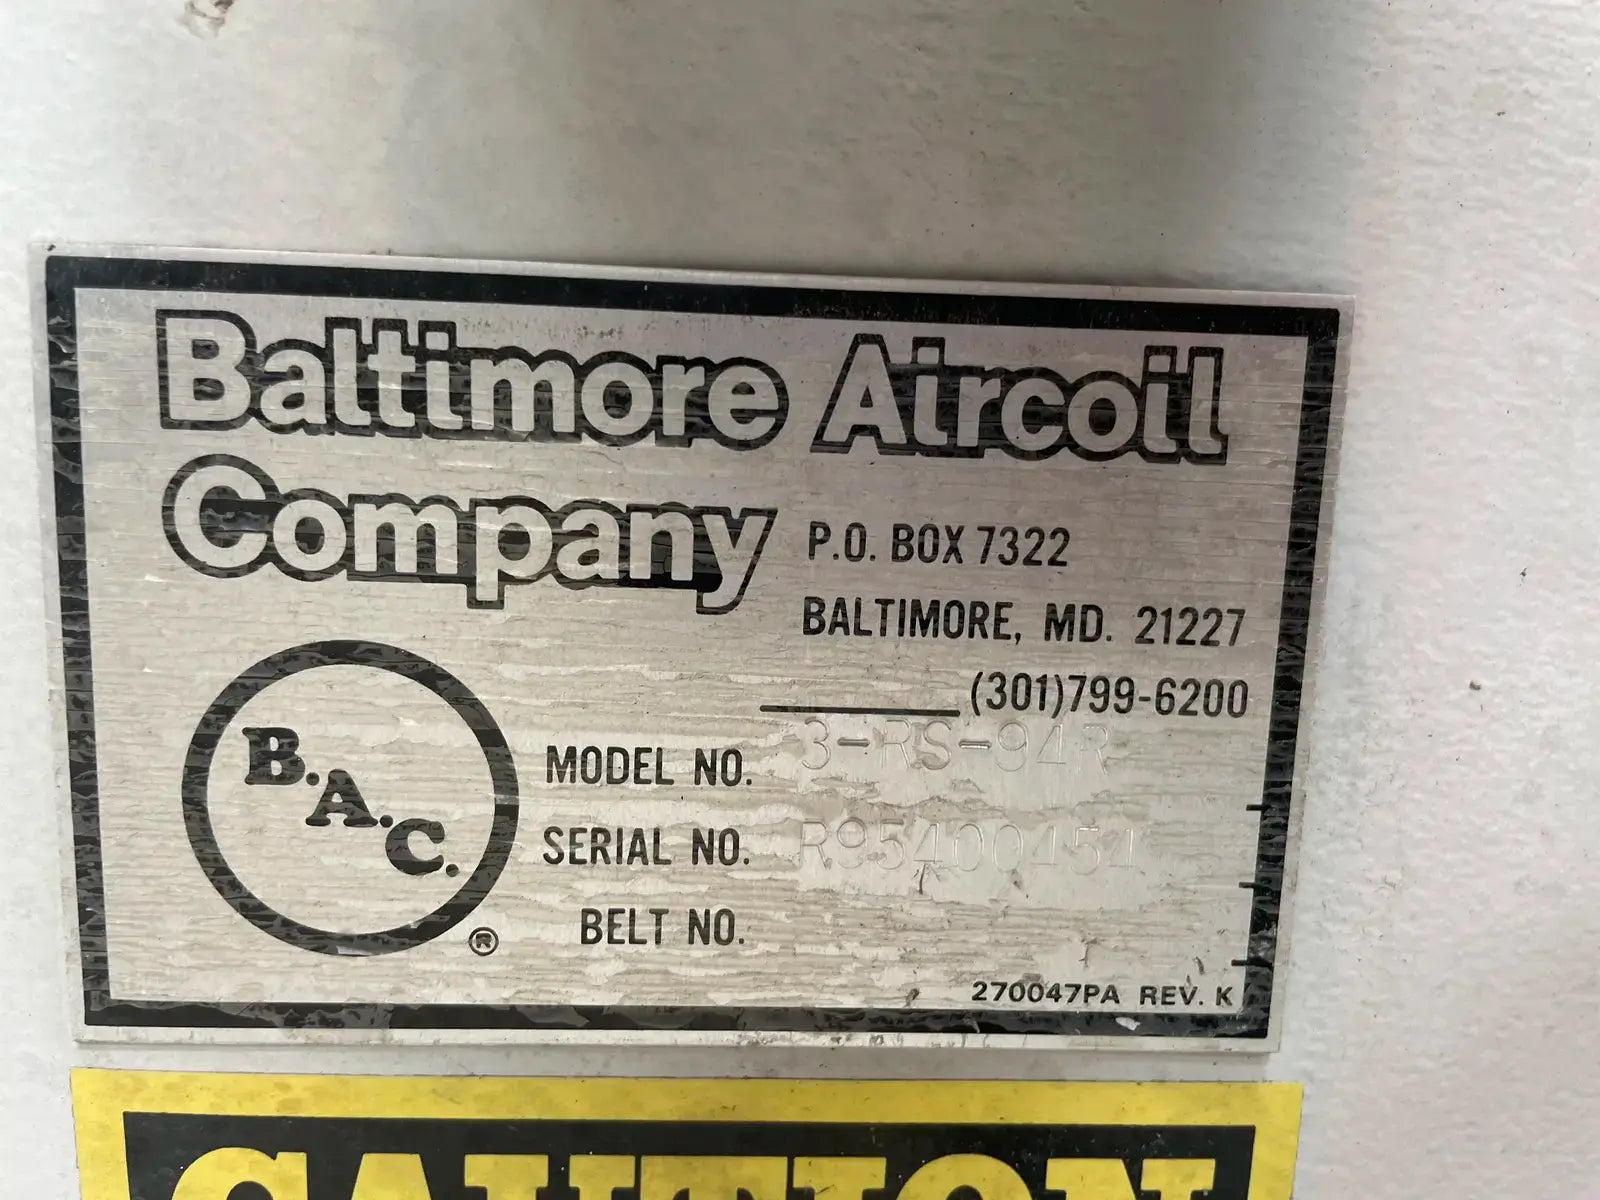 Baltimore Aircoil
Company
P.O. BOX 7322
BALTIMORE, MD. 21227
(301)799-6200
B.A.C.
®
MODEL NO. 3-RS-94R
SERIAL NO. R95400454
BELT NO.
270047PA REV. K
CAUTION